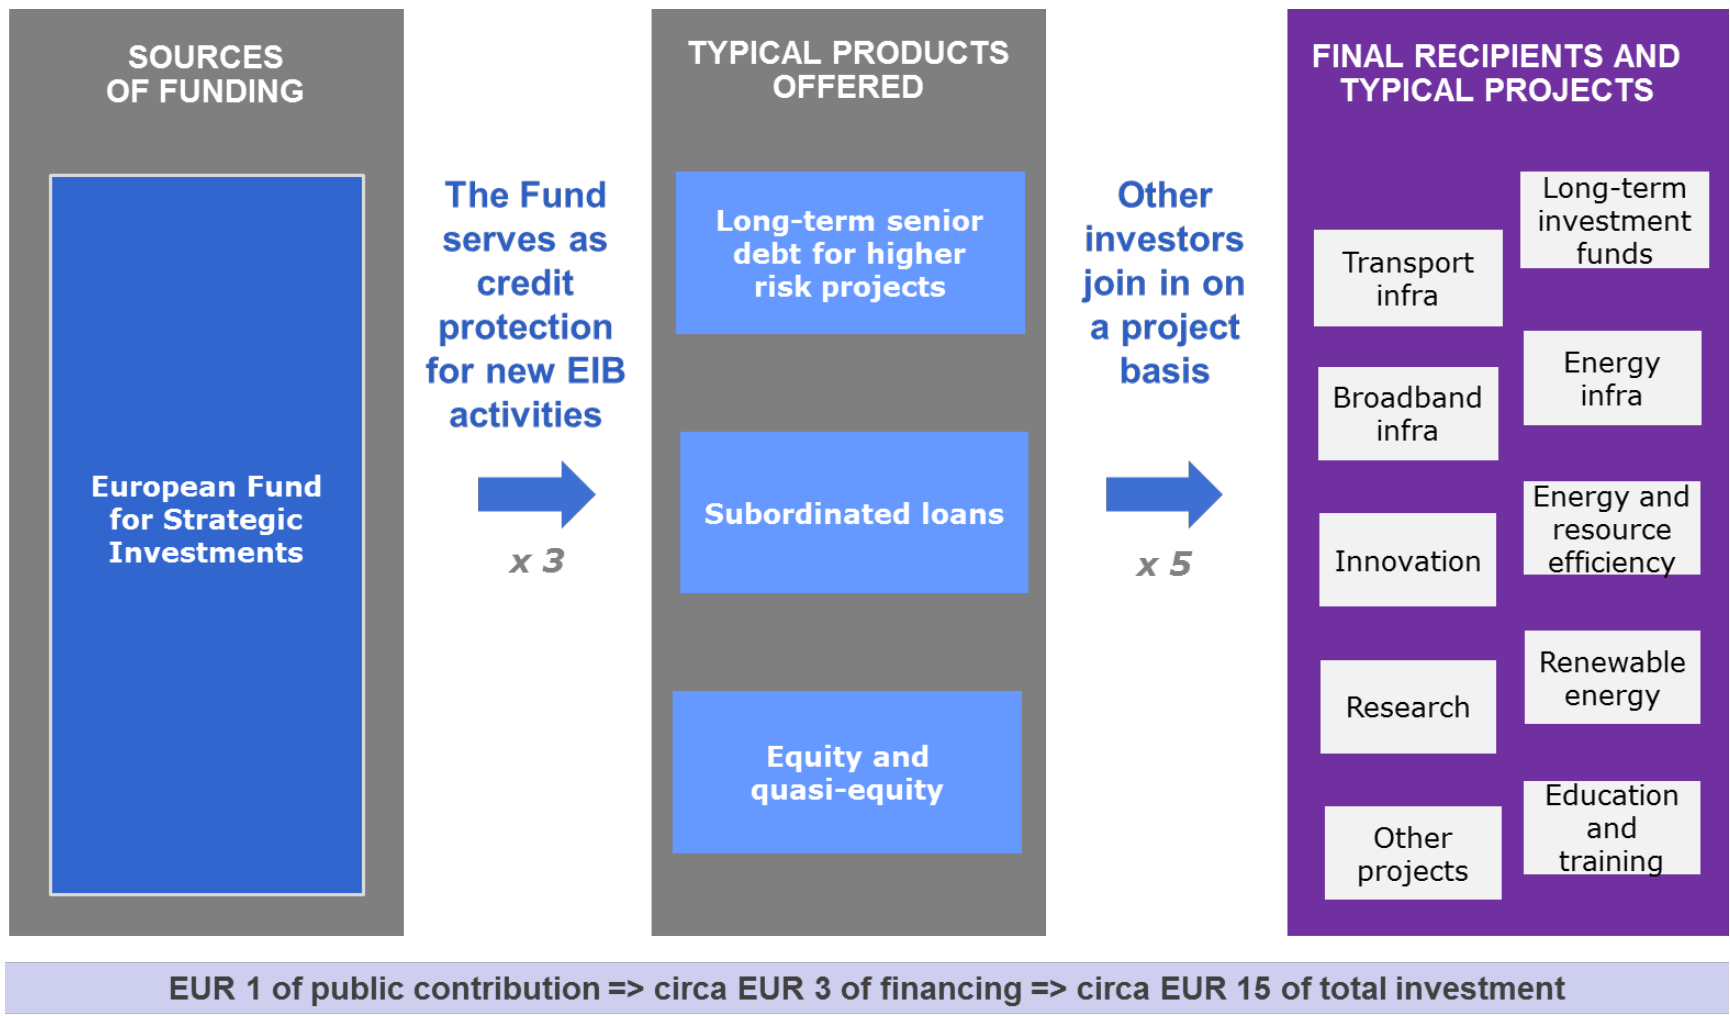 SOURCES
OF FUNDING
European Fund
for Strategic
Investments
The Fund
serves as
credit
protection
for new EIB
activities
x 3
TYPICAL PRODUCTS
OFFERED
Long-term senior
debt for higher
risk projects
Subordinated loans
Equity and
quasi-equity
Other
investors
join in on
a project
basis
x 5
FINAL RECIPIENTS AND
TYPICAL PROJECTS
Long-term
investment
funds
Transport
infra
Energy
infra
Broadband
infra
Energy and
resource
efficiency
Innovation
Renewable
energy
Research
Education
and
training
Other
projects
EUR 1 of public contribution => circa EUR 3 of financing => circa EUR 15 of total investment